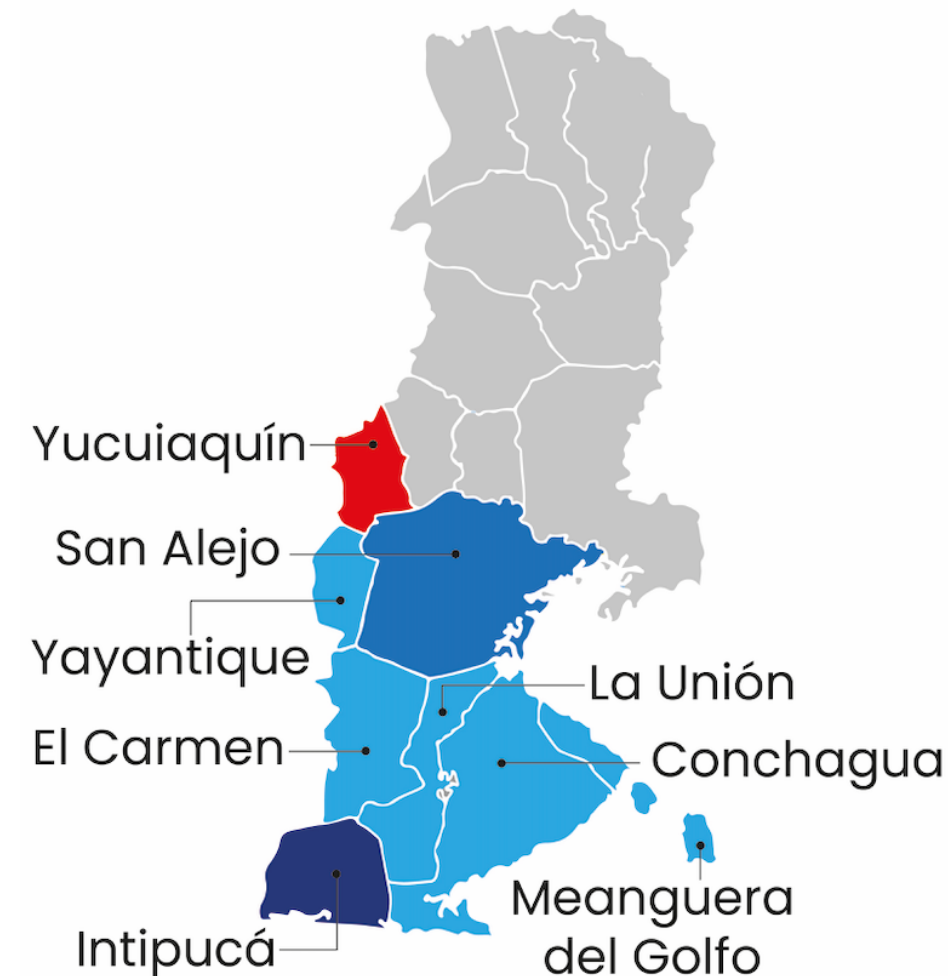 Yucuiaquín
San Alejo
Yayantique
La Unión
El Carmen
Conchagua
Meanguera
del Golfo
Intipucá